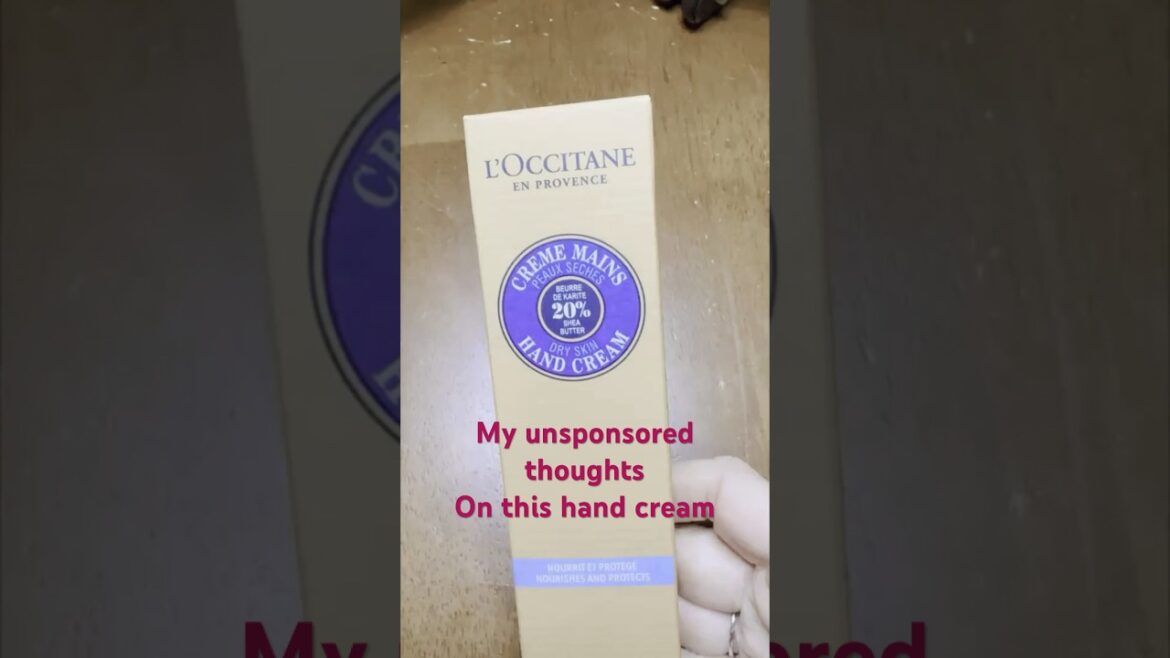 L'OCCITANE
EN PROVENCE
CREME MAINS
PEAUX SECHES
BEURRE
DE KARITE
20%
SHEA
BUTTER
DRY SKIN
HAND CREAM
My unsponsored
thoughts
On this hand cream
NOURRIT ET PROTEGE
NOURISHES AND PROTECTS